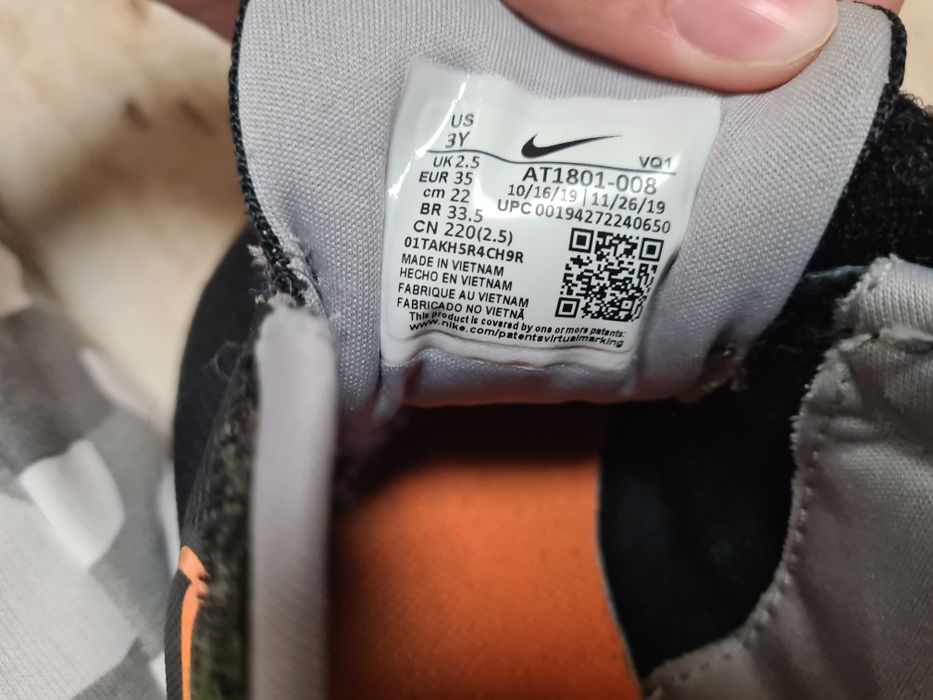 US
3Y
VQ1
UK 2.5
EUR 35
cm 22
BR 33.5
CN 220(2.5)
AT1801-008
10/16/19 | 11/26/19
UPC 00194272240650
01TAKH5R4CH9R
MADE IN VIETNAM
HECHO EN VIETNAM
FABRIQUE AU VIETNAM
FABRICADO NO VIETNÃ
This product is covered by one or more patents:
www.nike.com/patentsvirtualmarking